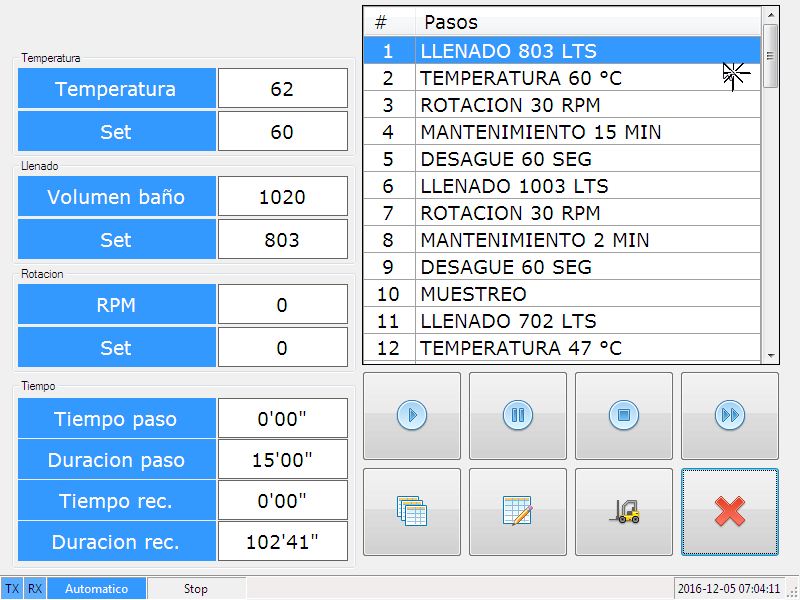 Temperatura
Temperatura 62
Set 60
Llenado
Volumen baño 1020
Set 803
Rotacion
RPM 0
Set 0
Tiempo
Tiempo paso 0'00"
Duracion paso 15'00"
Tiempo rec. 0'00"
Duracion rec. 102'41"
# Pasos
1 LLENADO 803 LTS
2 TEMPERATURA 60 °C
3 ROTACION 30 RPM
4 MANTENIMIENTO 15 MIN
5 DESAGUE 60 SEG
6 LLENADO 1003 LTS
7 ROTACION 30 RPM
8 MANTENIMIENTO 2 MIN
9 DESAGUE 60 SEG
10 MUESTREO
11 LLENADO 702 LTS
12 TEMPERATURA 47 °C
TX RX Automatico Stop 2016-12-05 07:04:11